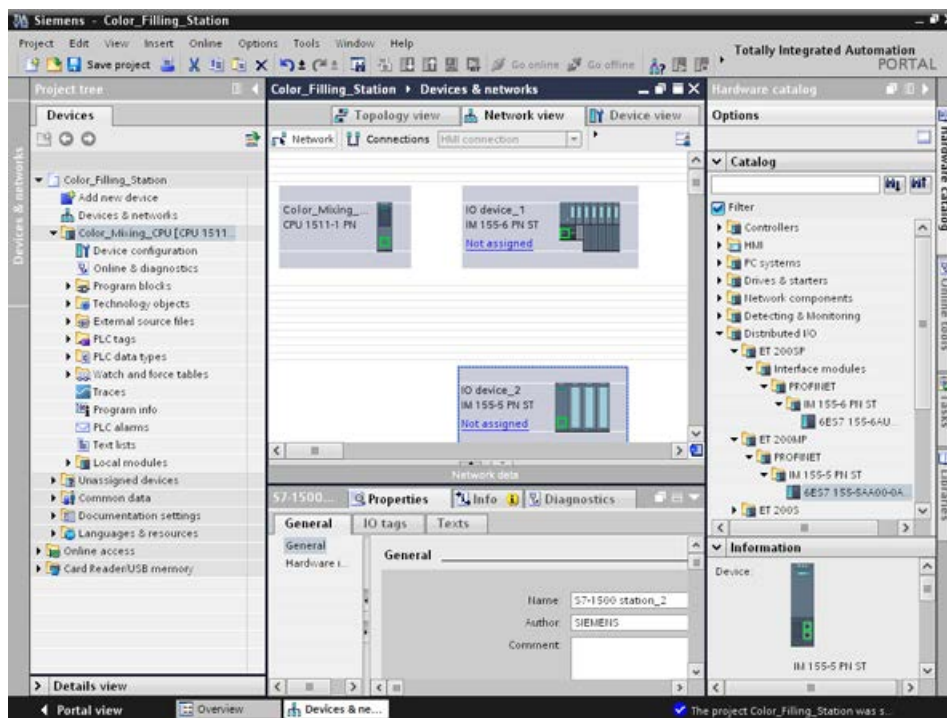 Siemens - Color_Filling_Station
Project Edit View Insert Online Options Tools Window Help
Save project
Go online
Go offline
Totally Integrated Automation
PORTAL
Project tree
Devices
Devices & networks
Color_Filling_Station
Add new device
Devices & networks
Color_Mixing_CPU [CPU 1511...
Device configuration
Online & diagnostics
Program blocks
Technology objects
External source files
PLC tags
PLC data types
Watch and force tables
Traces
Program info
PLC alarms
Text lists
Local modules
Unassigned devices
Common data
Documentation settings
Languages & resources
Online access
Card Reader/USB memory
Details view
Color_Filling_Station
Devices & networks
Topology view
Network view
Device view
Network
Connections
HMI connection
Color_Mixing_...
CPU 1511-1 PN
IO device_1
IM 155-6 PN ST
Not assigned
IO device_2
IM 155-5 PN ST
Not assigned
Network data
S7-1500...
Properties
Info
Diagnostics
General
IO tags
Texts
General
Hardware i...
General
Name: S7-1500 station_2
Author: SIEMENS
Comment:
Hardware catalog
Options
Catalog
Filter
Controllers
HMI
PC systems
Drives & starters
Network components
Detecting & Monitoring
Distributed I/O
ET 200SP
Interface modules
PROFINET
IM 155-6 PN ST
6ES7 155-6AU...
ET 200MP
PROFINET
IM 155-5 PN ST
6ES7 155-5AA00-0A...
ET 200S
Information
Device:
IM 155-5 PN ST
Hardware catalog
Online tools
Tasks
Libraries
Portal view
Overview
Devices & ne...
The project Color_Filling_Station was s...